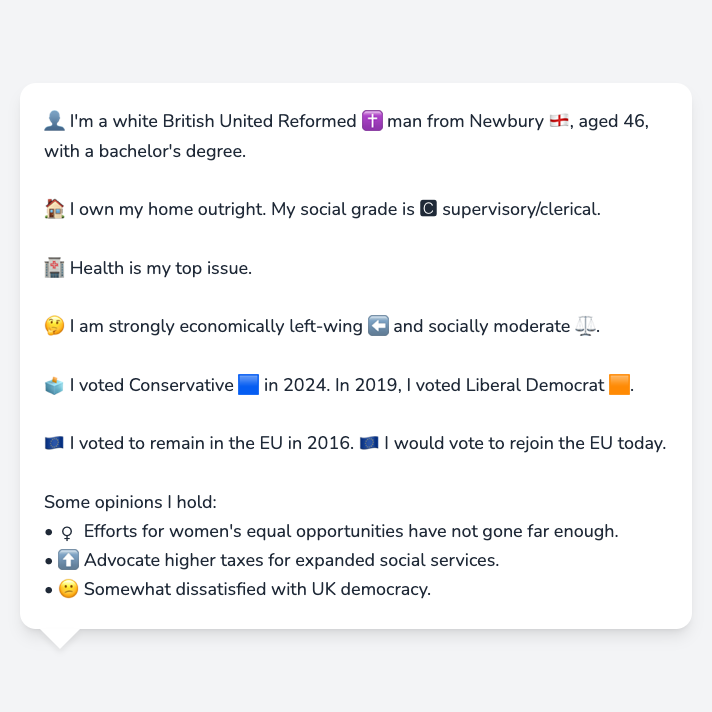 👤 I'm a white British United Reformed ✝️ man from Newbury 🏴󠁧󠁢󠁥󠁮󠁧󠁿, aged 46,
with a bachelor's degree.
🏠 I own my home outright. My social grade is 🅲 supervisory/clerical.
🏥 Health is my top issue.
🤔 I am strongly economically left-wing ⬅️ and socially moderate ⚖️.
🗳️ I voted Conservative 🟦 in 2024. In 2019, I voted Liberal Democrat 🟧.
🇪🇺 I voted to remain in the EU in 2016. 🇪🇺 I would vote to rejoin the EU today.
Some opinions I hold:
• ♀ Efforts for women's equal opportunities have not gone far enough.
• ⬆️ Advocate higher taxes for expanded social services.
• 😕 Somewhat dissatisfied with UK democracy.